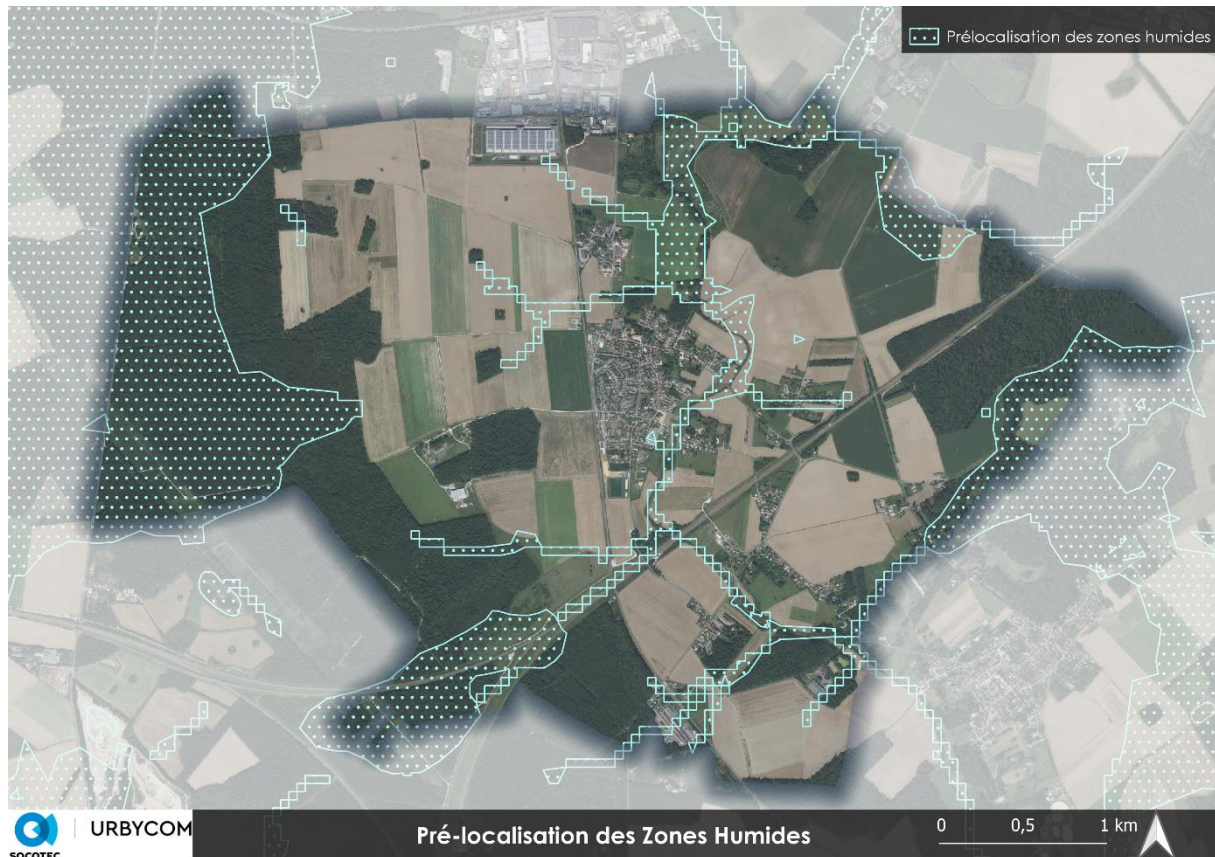 Prélocalisation des zones humides
URBYCOM
SOCOTEC
Pré-localisation des Zones Humides
0 0,5 1 km